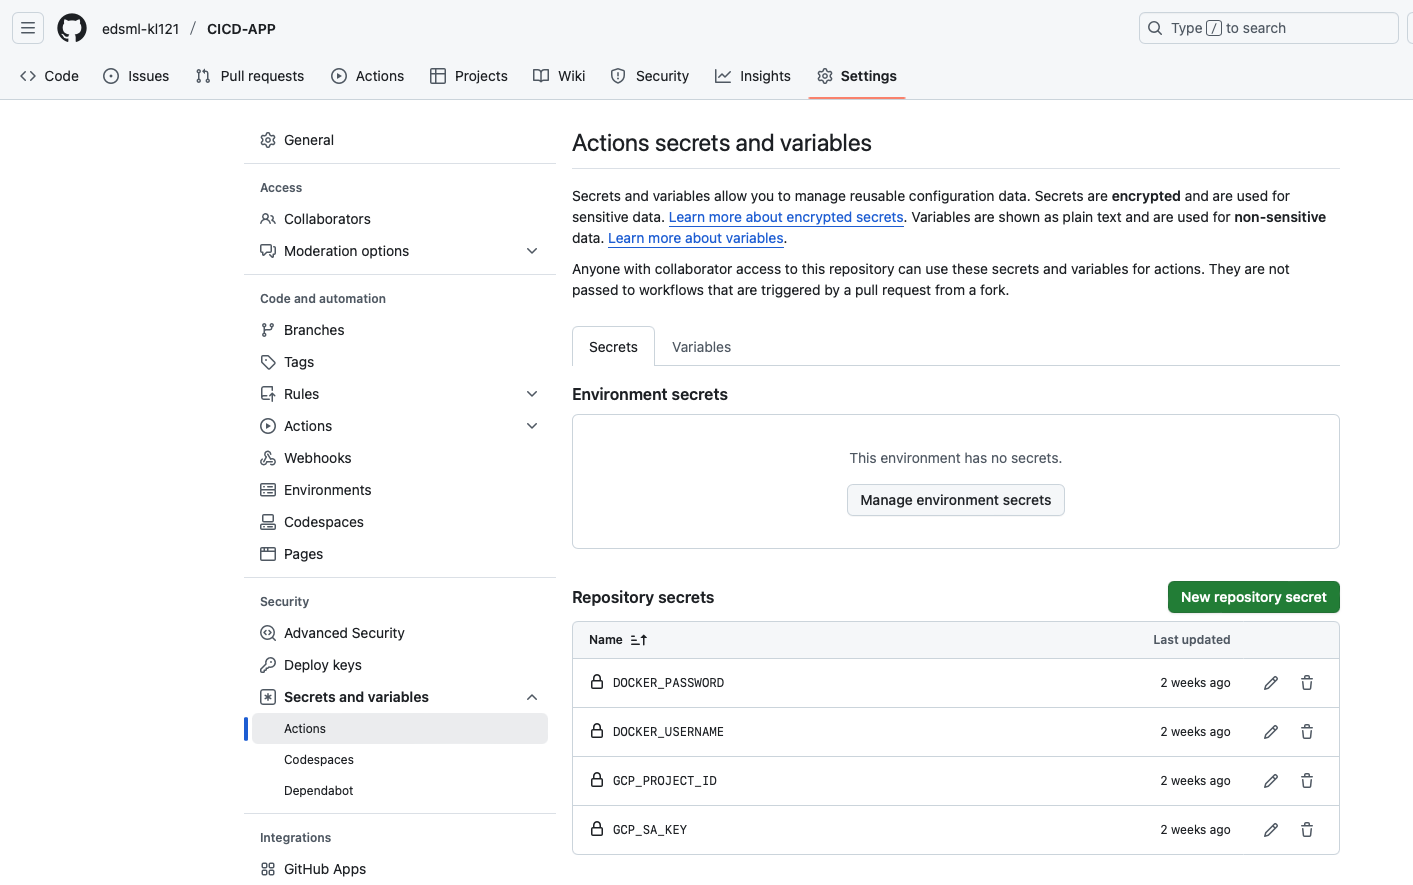 edsml-kl121 / CICD-APP
Type / to search
Code Issues Pull requests Actions Projects Wiki Security Insights Settings
General
Access
Collaborators
Moderation options
Code and automation
Branches
Tags
Rules
Actions
Webhooks
Environments
Codespaces
Pages
Security
Advanced Security
Deploy keys
Secrets and variables
Actions
Codespaces
Dependabot
Integrations
GitHub Apps
Actions secrets and variables
Secrets and variables allow you to manage reusable configuration data. Secrets are encrypted and are used for
sensitive data. Learn more about encrypted secrets. Variables are shown as plain text and are used for non-sensitive
data. Learn more about variables.
Anyone with collaborator access to this repository can use these secrets and variables for actions. They are not
passed to workflows that are triggered by a pull request from a fork.
Secrets Variables
Environment secrets
This environment has no secrets.
Manage environment secrets
Repository secrets
New repository secret
Name Last updated
DOCKER_PASSWORD 2 weeks ago
DOCKER_USERNAME 2 weeks ago
GCP_PROJECT_ID 2 weeks ago
GCP_SA_KEY 2 weeks ago